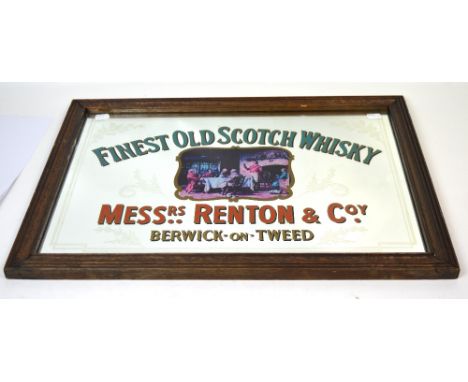 FINEST OLD SCOTCH WHISKY
MESSRS. RENTON & COY
BERWICK-ON-TWEED